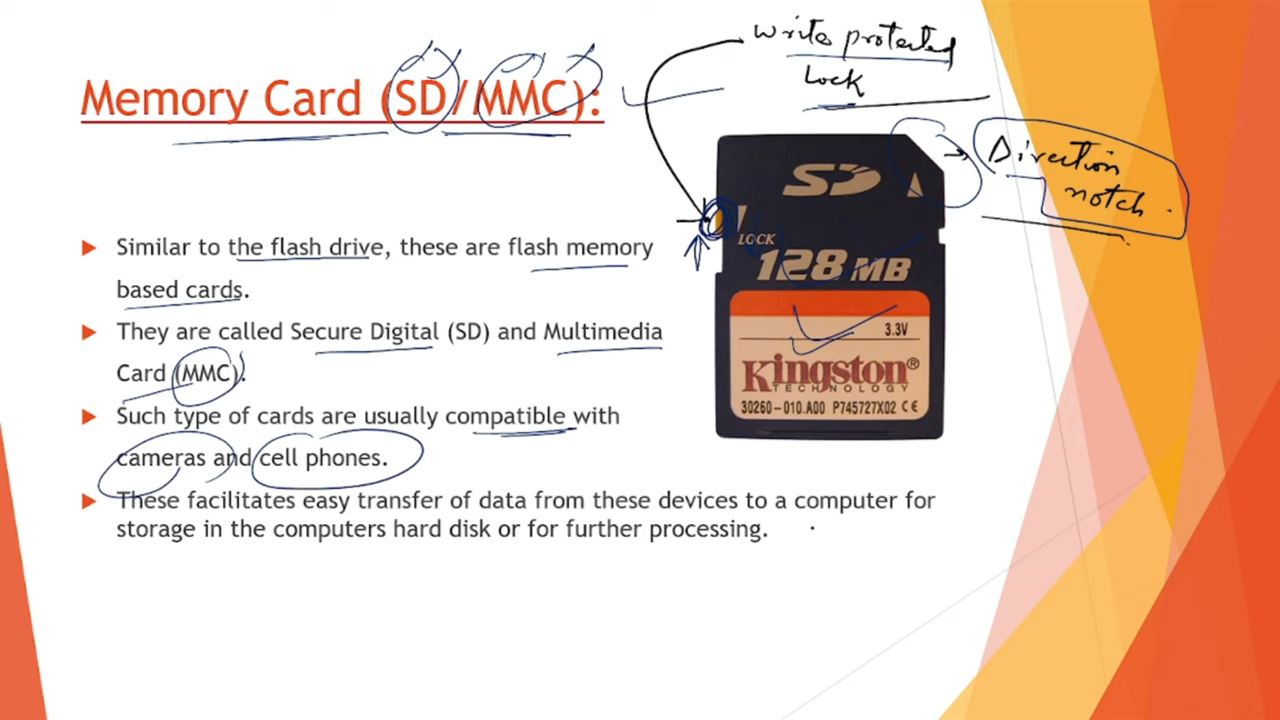 Write protected
Lock
Memory Card (SD/MMC):
Direction
notch.
SD
LOCK
128 MB
3.3V
Kingston®
TECHNOLOGY
30260-010.A00 P745727X02 CE
Similar to the flash drive, these are flash memory
based cards.
They are called Secure Digital (SD) and Multimedia
Card (MMC).
Such type of cards are usually compatible with
cameras and cell phones.
These facilitates easy transfer of data from these devices to a computer for
storage in the computers hard disk or for further processing.